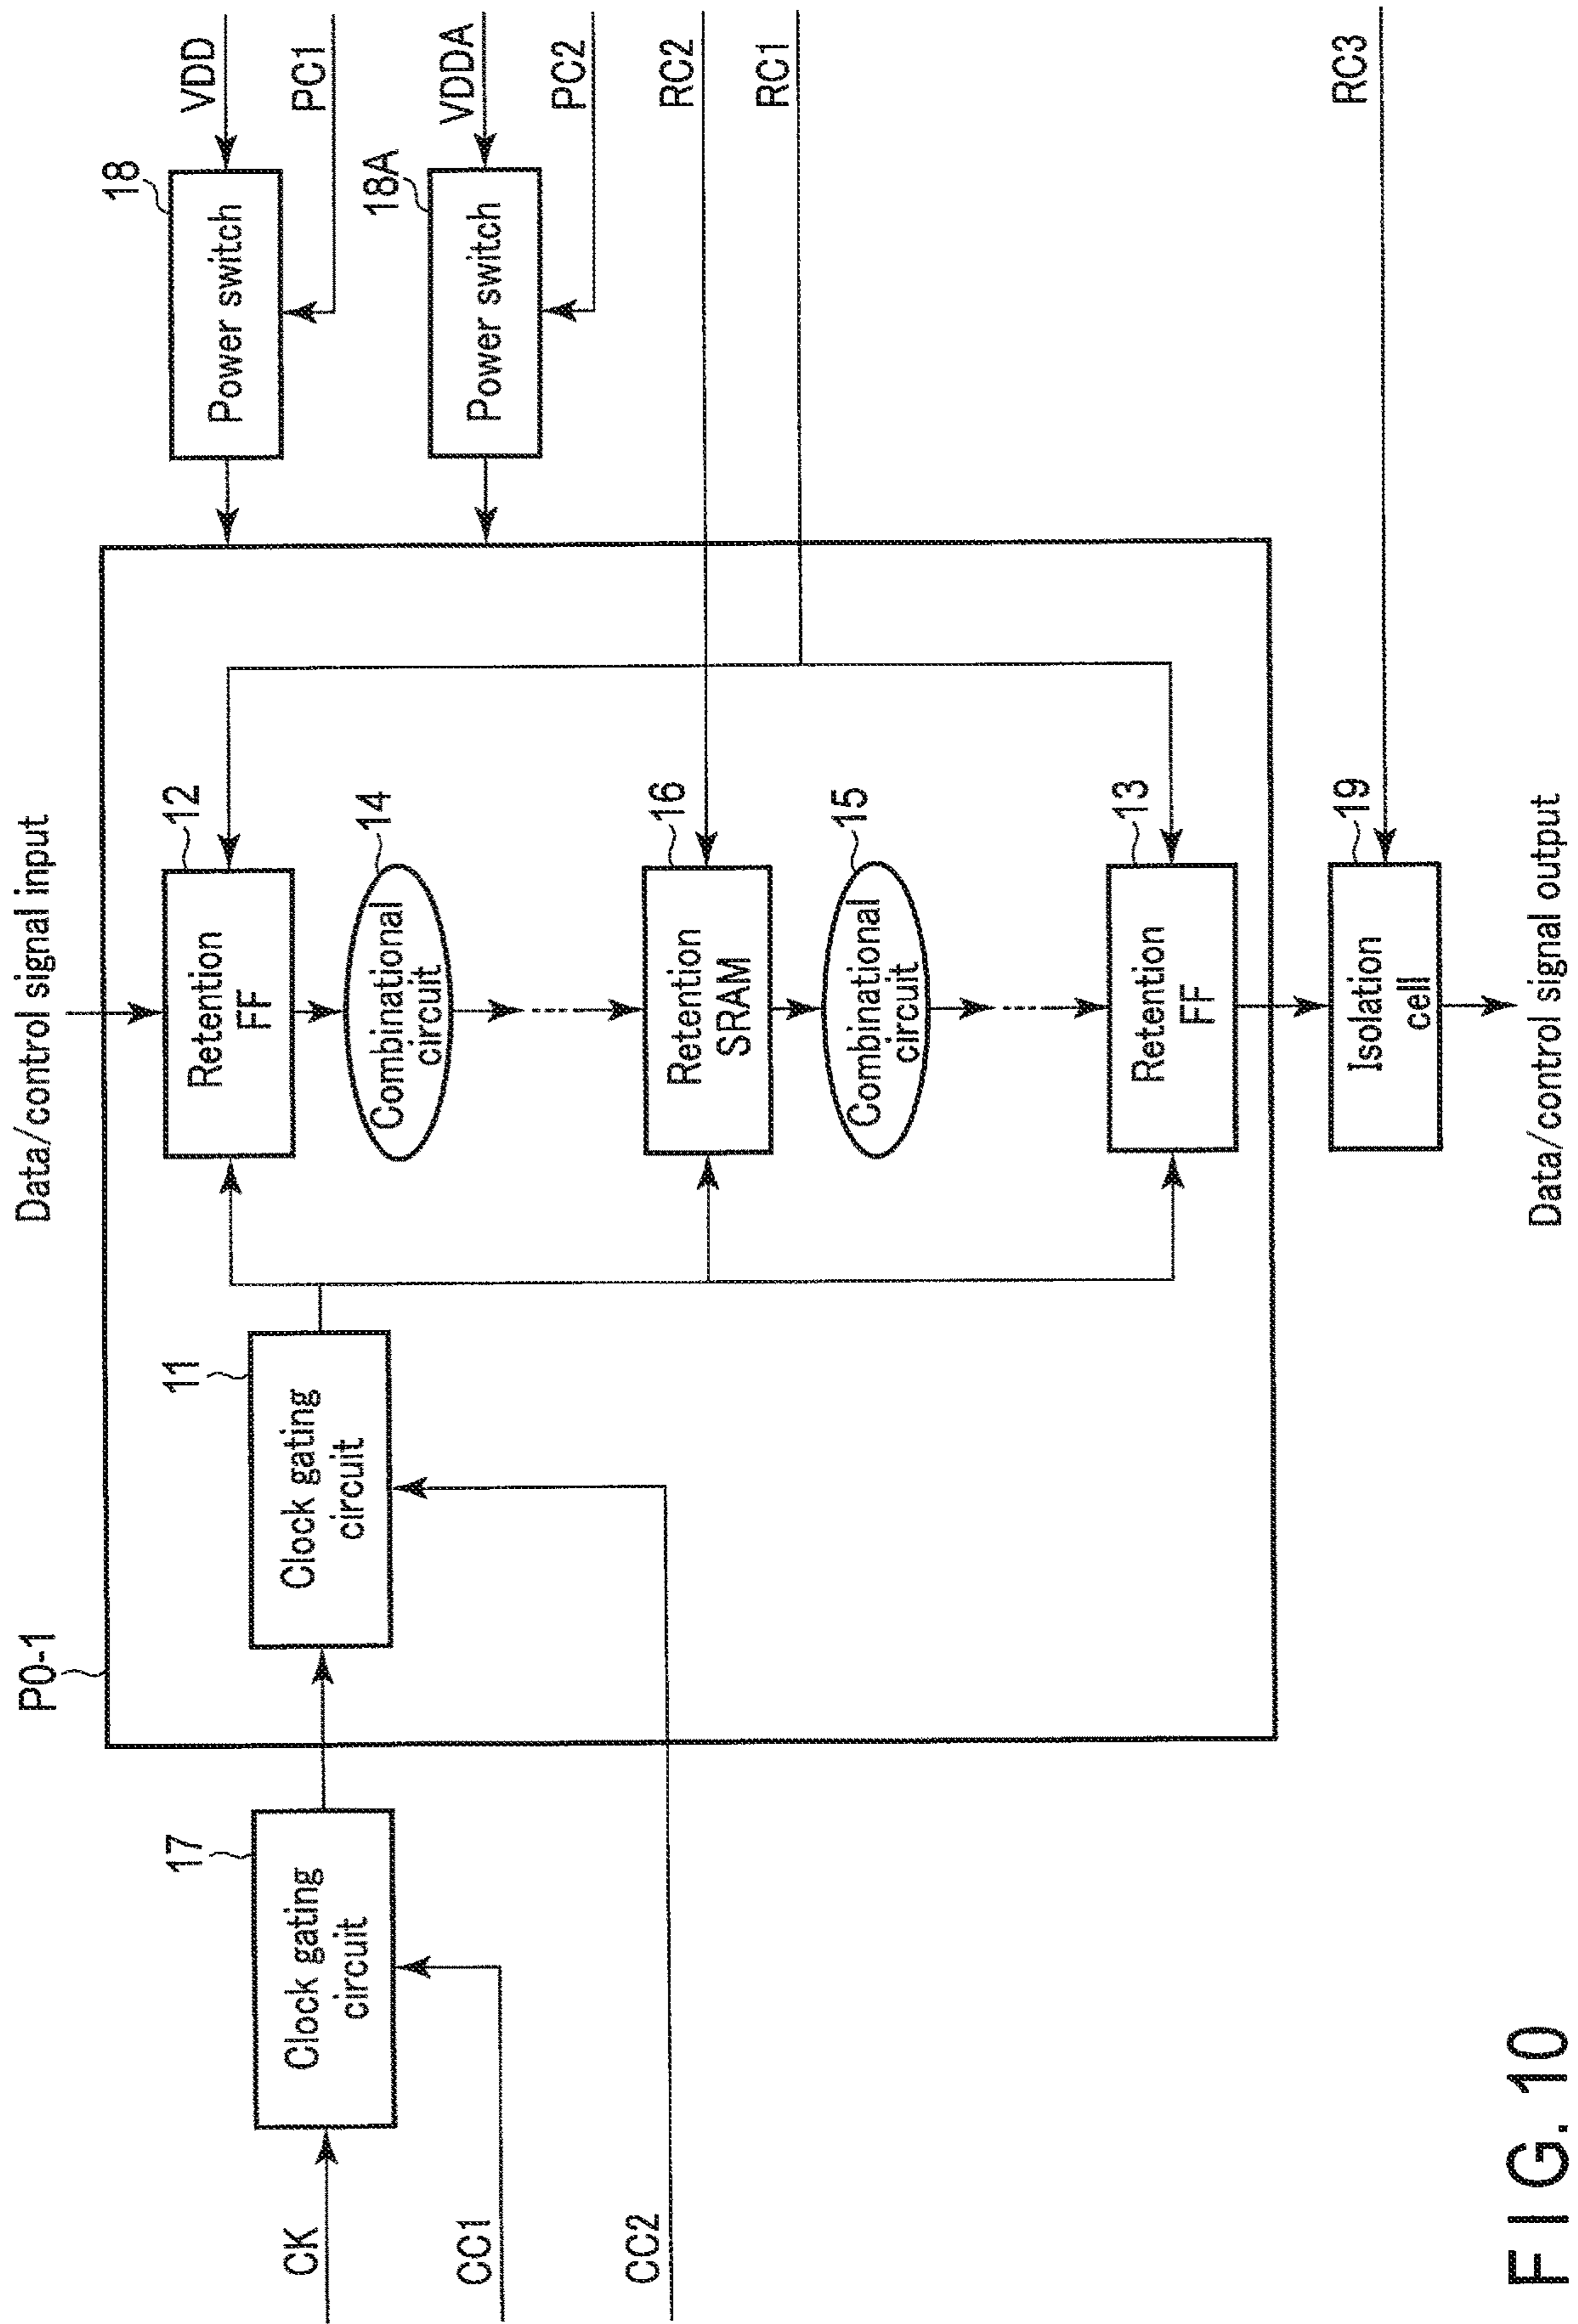 Data/control signal input
P0-1
CK
CC1
CC2
17
Clock gating
circuit
11
Clock gating
circuit
12
Retention
FF
14
Combinational
circuit
16
Retention
SRAM
15
Combinational
circuit
13
Retention
FF
19
Isolation
cell
Data/control signal output
18
Power switch
18A
Power switch
VDD
PC1
VDDA
PC2
RC2
RC1
RC3
FIG. 10